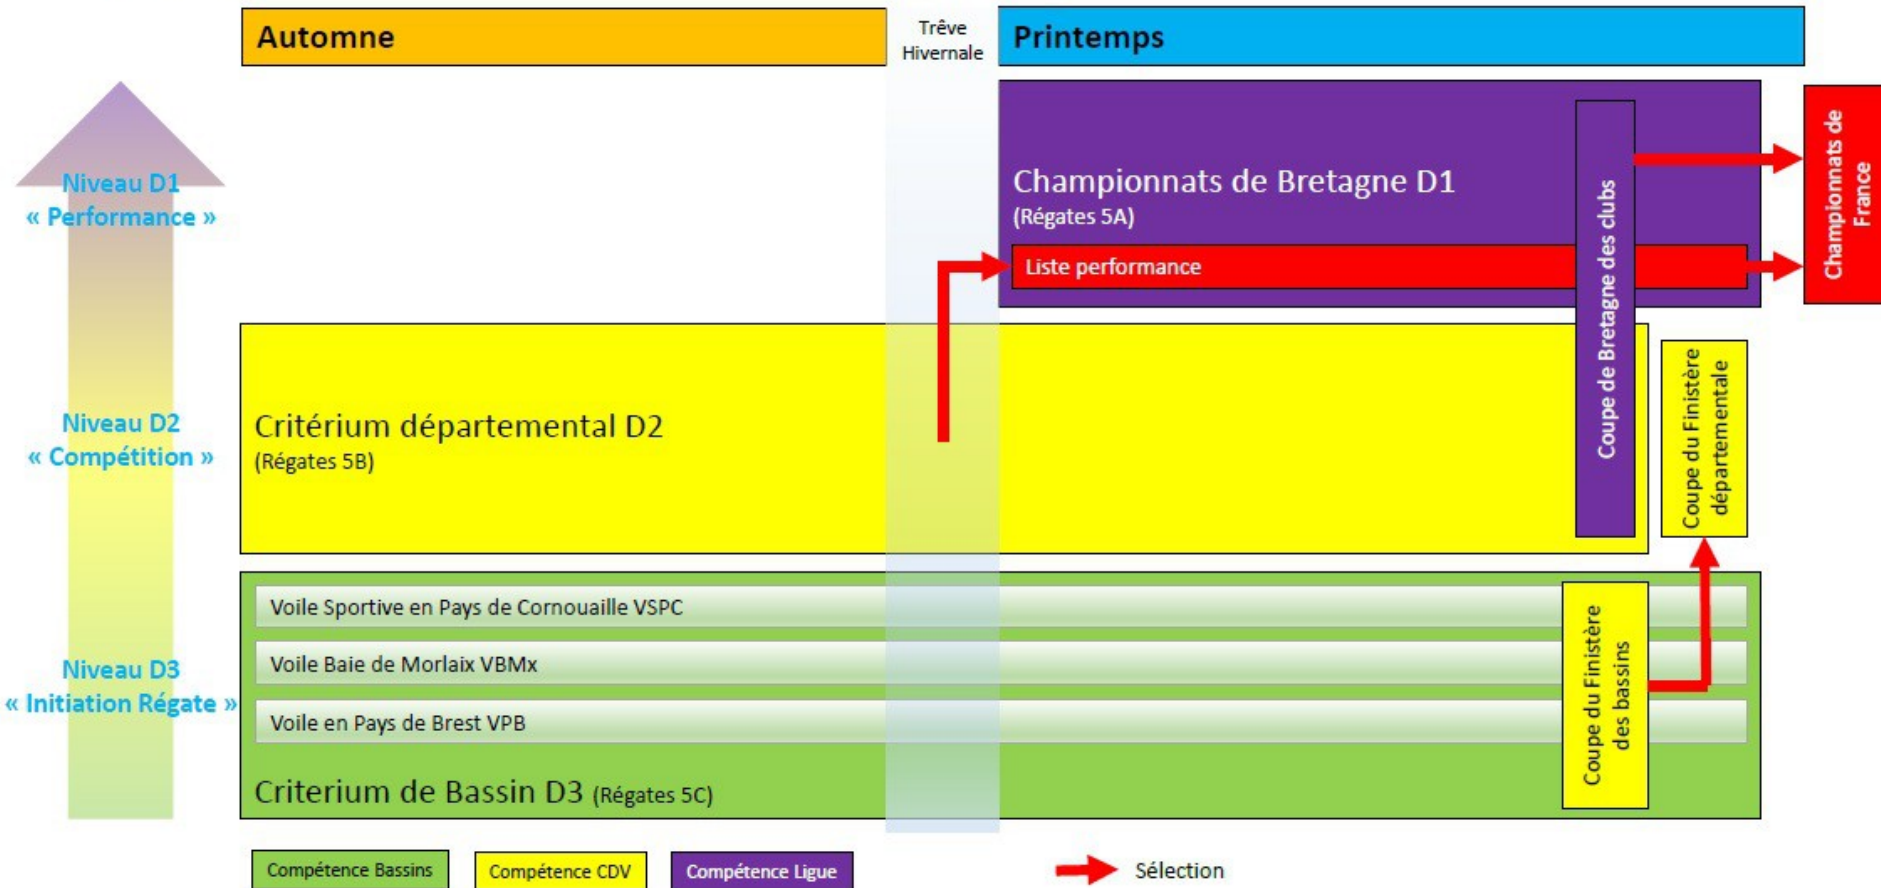 Automne
Trêve
Hivernale
Printemps
Niveau D1
« Performance »
Championnats de Bretagne D1
(Régates 5A)
Liste performance
Coupe de Bretagne des clubs
Championnats de
France
Niveau D2
« Compétition »
Critérium départemental D2
(Régates 5B)
Coupe du Finistère
départementale
Niveau D3
« Initiation Régate »
Voile Sportive en Pays de Cornouaille VSPC
Voile Baie de Morlaix VBMx
Voile en Pays de Brest VPB
Criterium de Bassin D3 (Régates 5C)
Coupe du Finistère
des bassins
Compétence Bassins
Compétence CDV
Compétence Ligue
Sélection